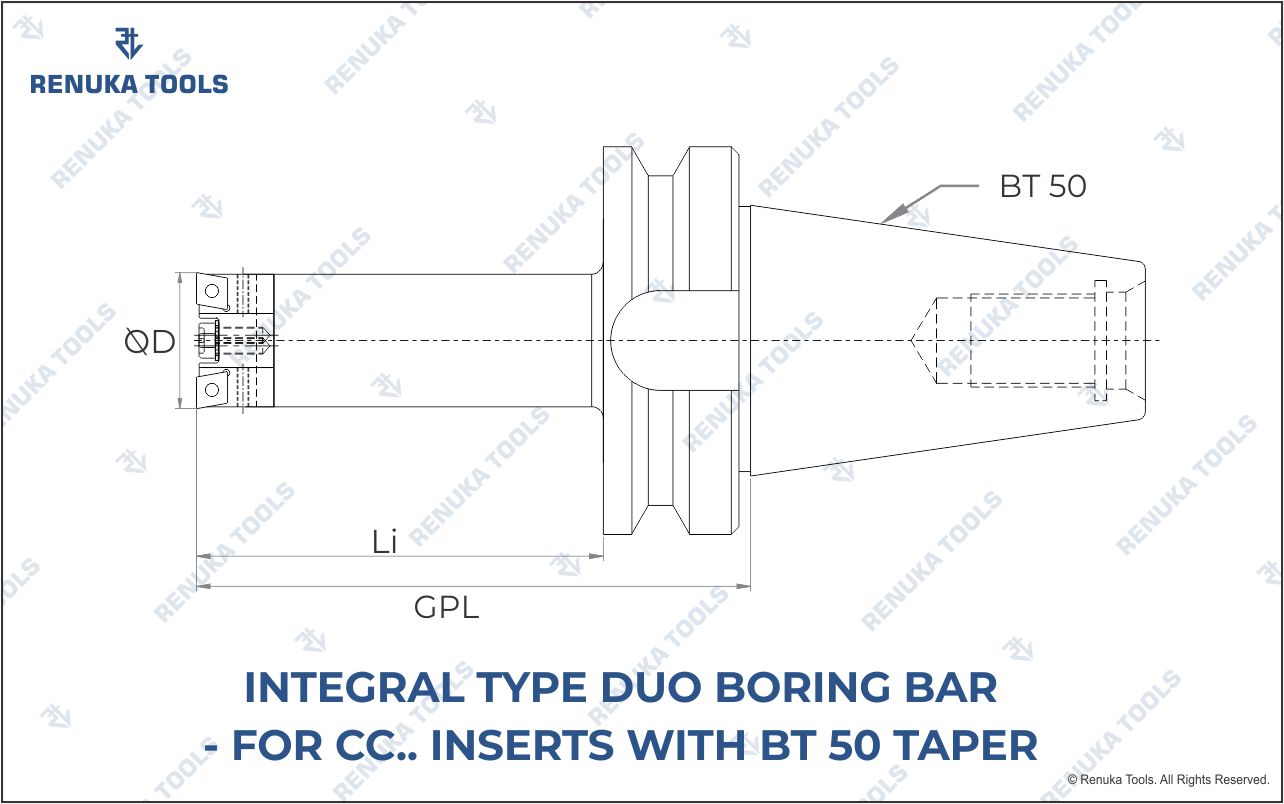 RENUKA TOOLS
BT 50
ØD
Li
GPL
INTEGRAL TYPE DUO BORING BAR
- FOR CC.. INSERTS WITH BT 50 TAPER
© Renuka Tools. All Rights Reserved.